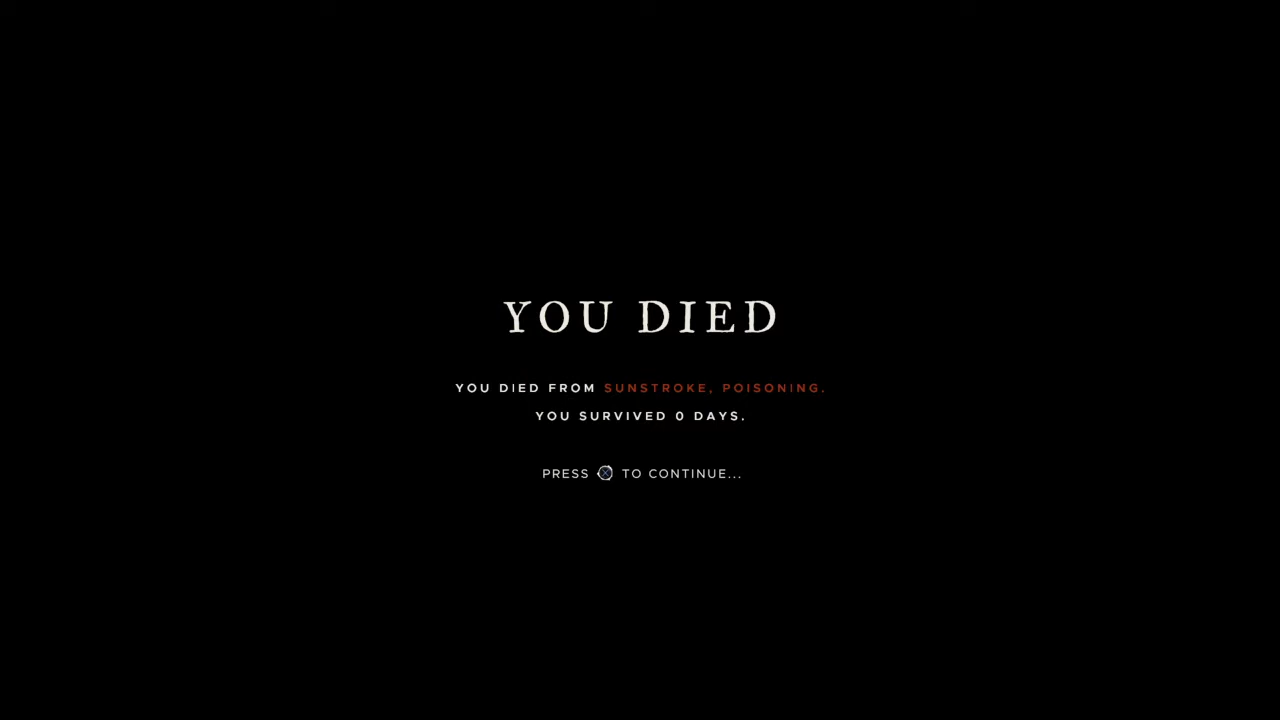 YOU DIED
YOU DIED FROM SUNSTROKE, POISONING.
YOU SURVIVED 0 DAYS.
PRESS TO CONTINUE...